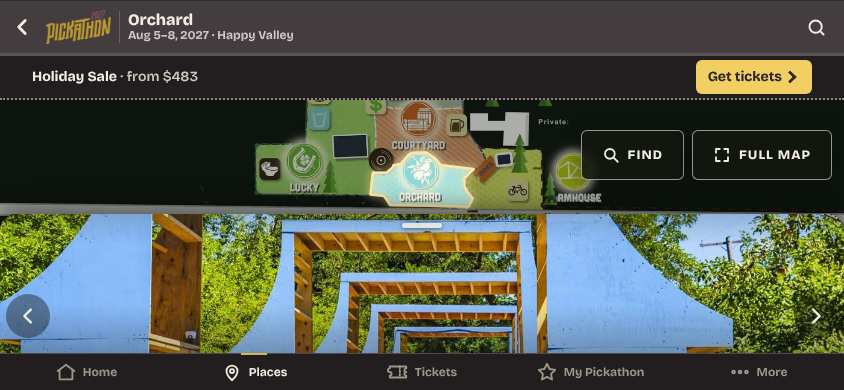 PICKATHON
Orchard
Aug 5–8, 2027 · Happy Valley
Holiday Sale · from $483
Get tickets
$
COURTYARD
Private:
FIND
FULL MAP
LUCKY
ORCHARD
RMHOUSE
Home
Places
Tickets
My Pickathon
More